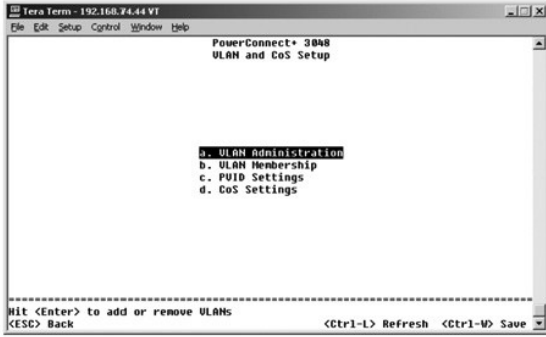 Tera Term - 192.168.74.44 VT
File Edit Setup Control Window Help
PowerConnect+ 3048
VLAN and CoS Setup
a. VLAN Administration
b. VLAN Membership
c. PVID Settings
d. CoS Settings
Hit <Enter> to add or remove VLANs
<ESC> Back <Ctrl-L> Refresh <Ctrl-W> Save